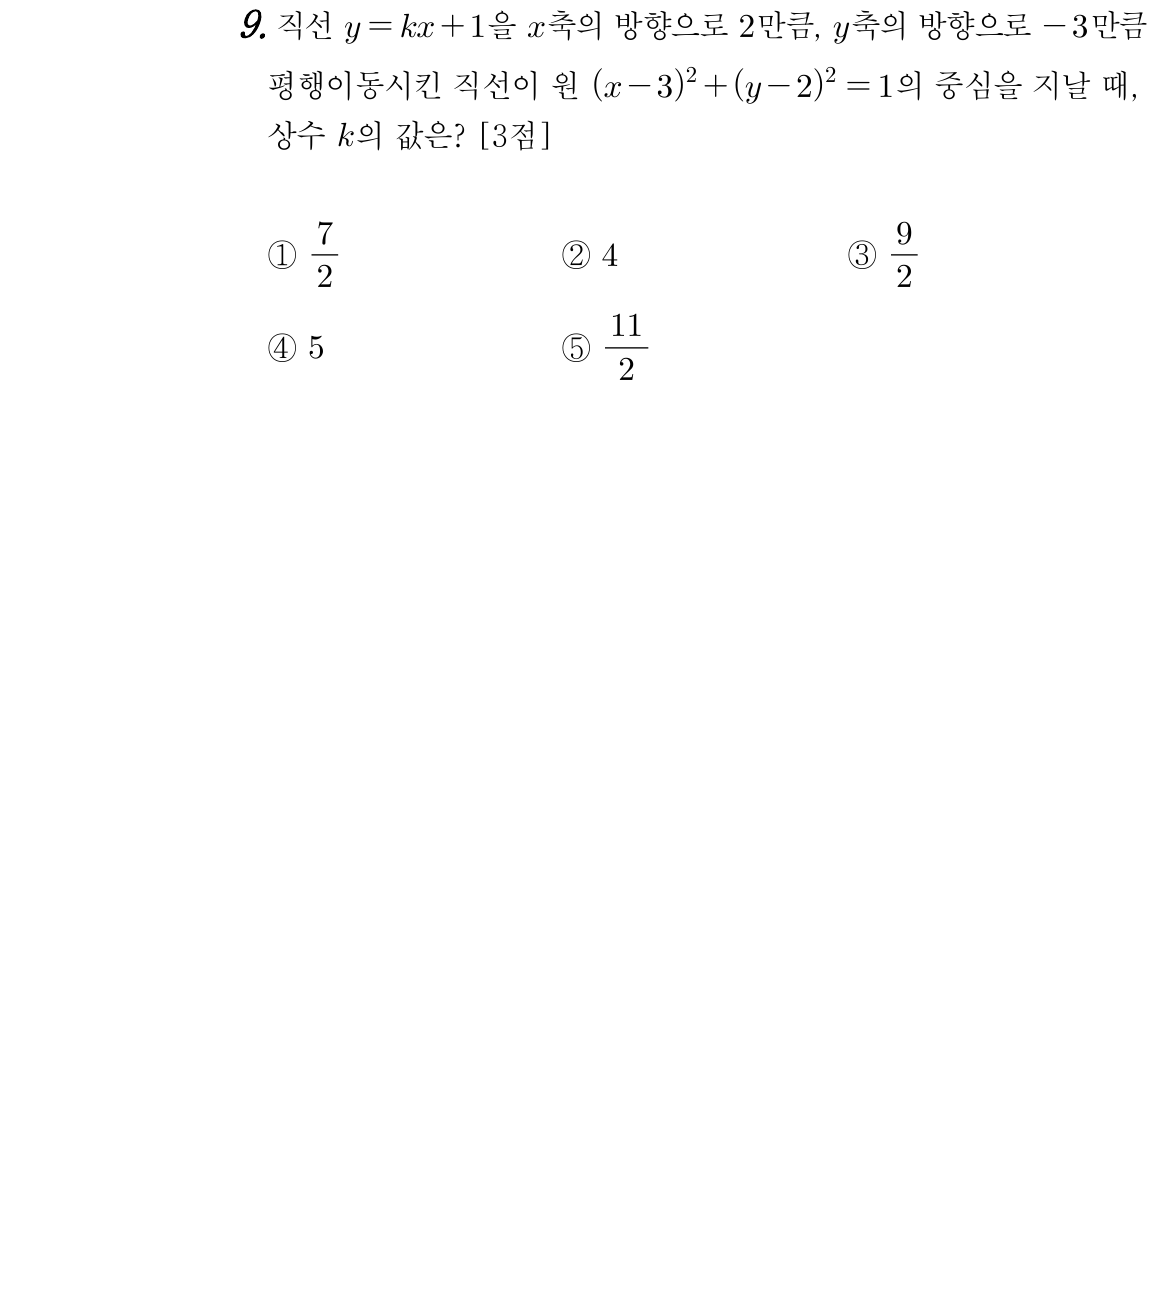 9. 직선 $y=kx+1$을 $x$축의 방향으로 2만큼, $y$축의 방향으로 $-3$만큼
평행이동시킨 직선이 원 $(x-3)^2+(y-2)^2=1$의 중심을 지날 때,
상수 $k$의 값은? [3점]
① $\frac{7}{2}$ ② 4 ③ $\frac{9}{2}$
④ 5 ⑤ $\frac{11}{2}$